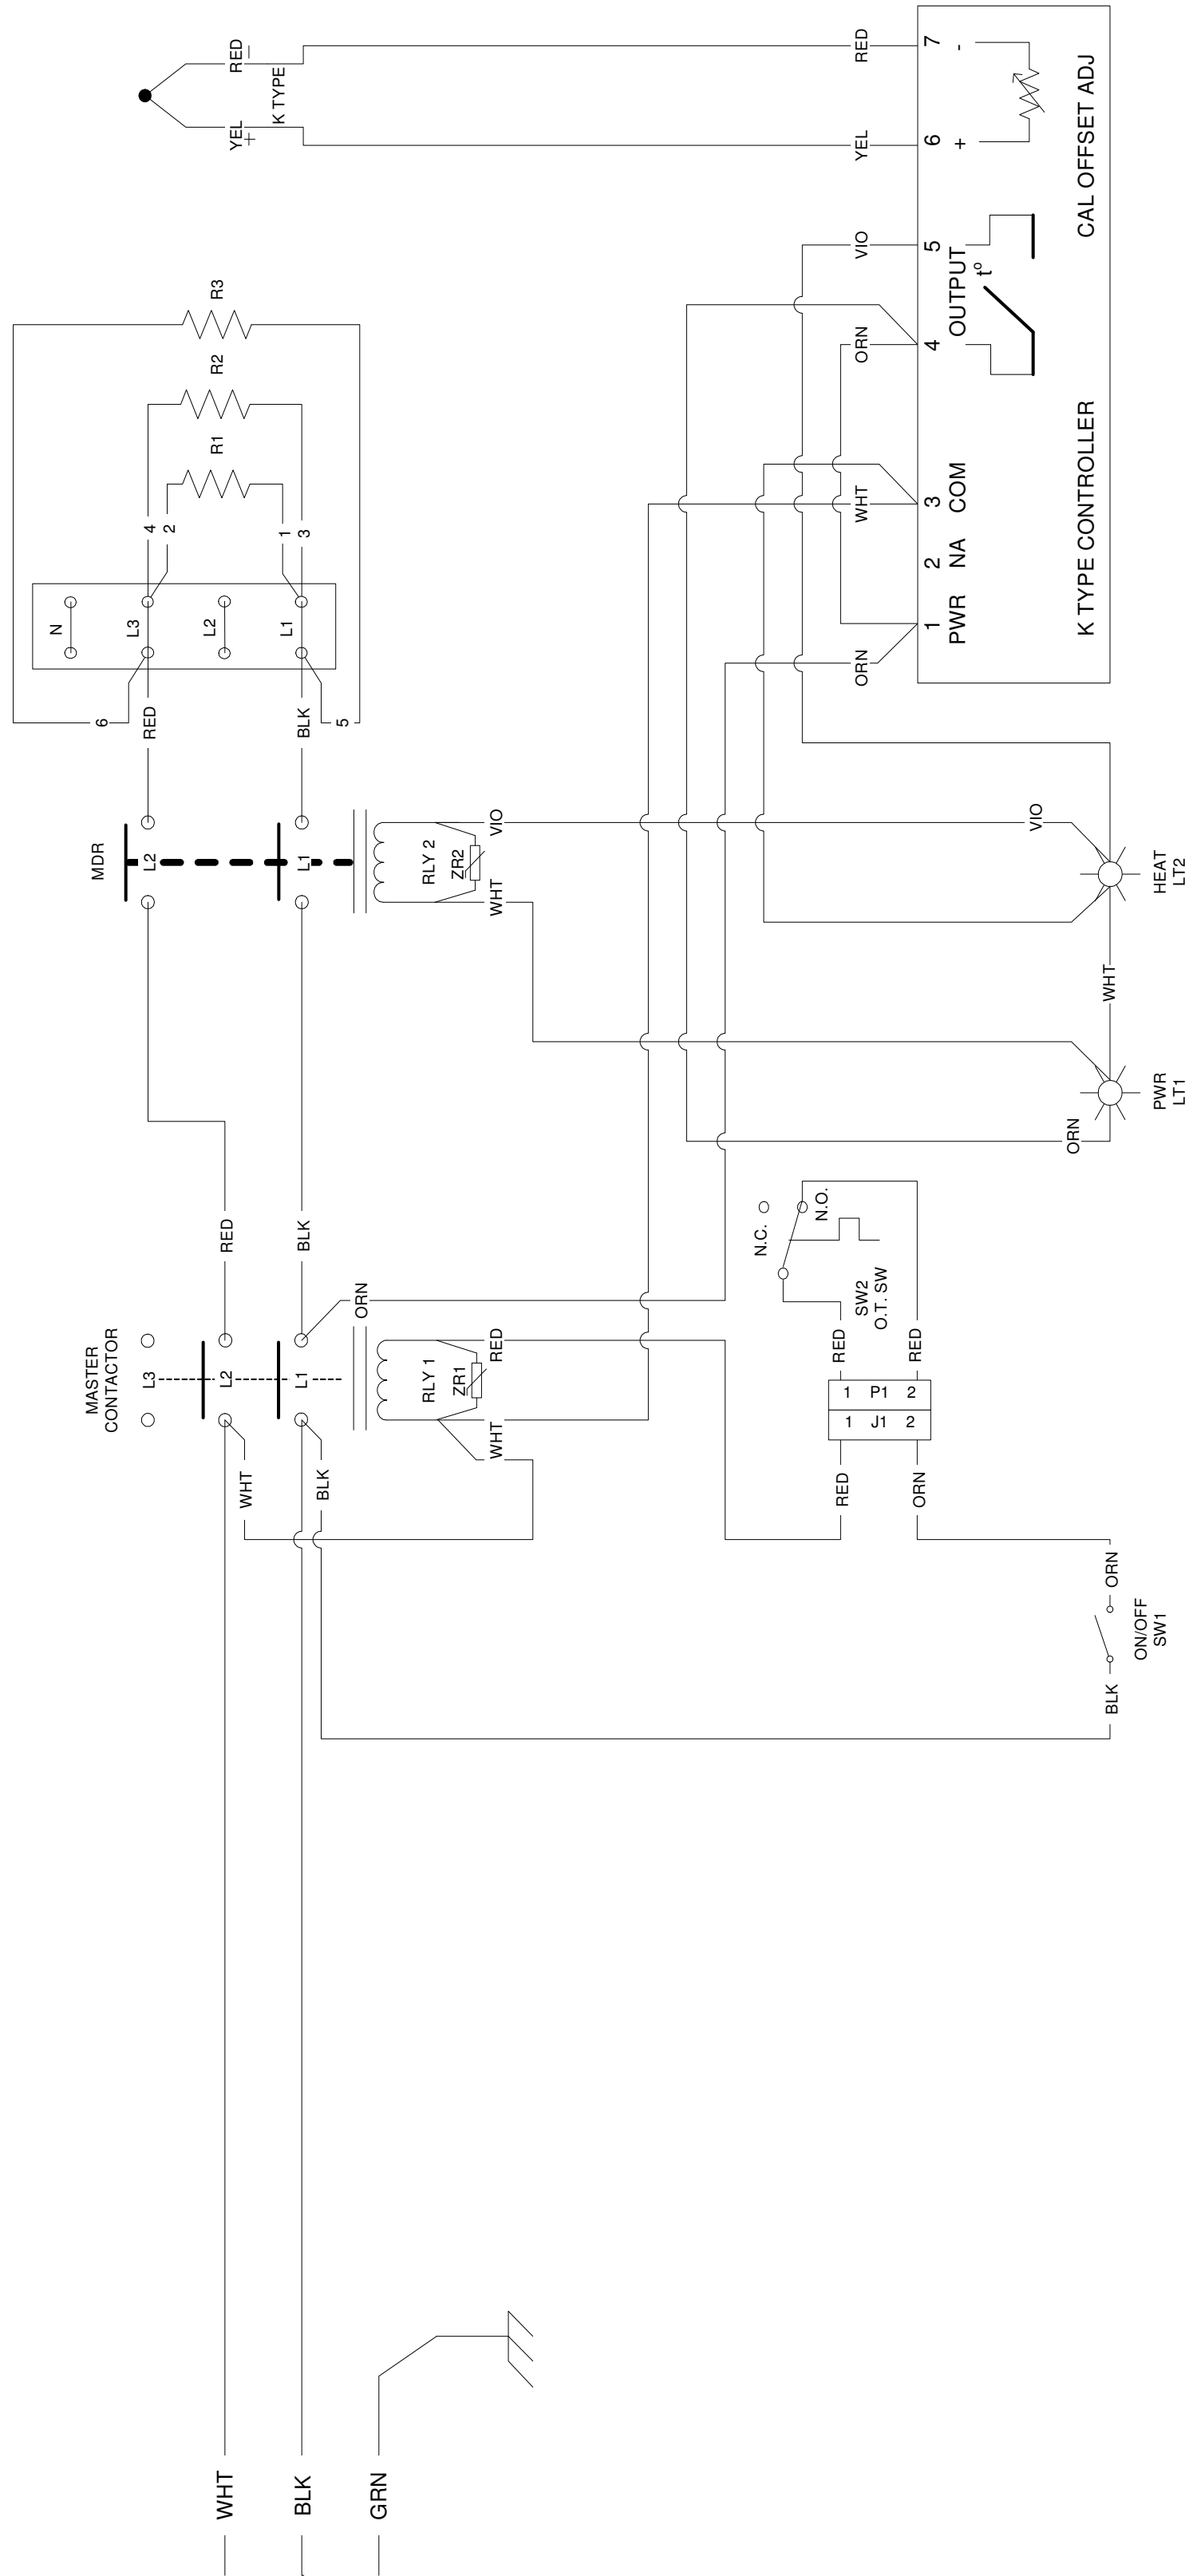 RED
-
YEL
+
K TYPE
RED
YEL
7
-
6
+
CAL OFFSET ADJ
VIO
5
OUTPUT
t°
ORN
4
WHT
3
COM
2
NA
1
PWR
ORN
K TYPE CONTROLLER
R3
R2
R1
4
2
1
3
N
L3
L2
L1
6
RED
BLK
5
MDR
L2
L1
RLY 2
ZR2
VIO
WHT
VIO
HEAT
LT2
WHT
PWR
LT1
ORN
RED
BLK
ORN
MASTER
CONTACTOR
L3
L2
L1
RLY 1
ZR1
RED
WHT
N.C.
N.O.
SW2
O.T. SW
RED
RED
1 P1 2
1 J1 2
RED
ORN
WHT
BLK
ORN
ON/OFF
SW1
BLK
WHT
BLK
GRN